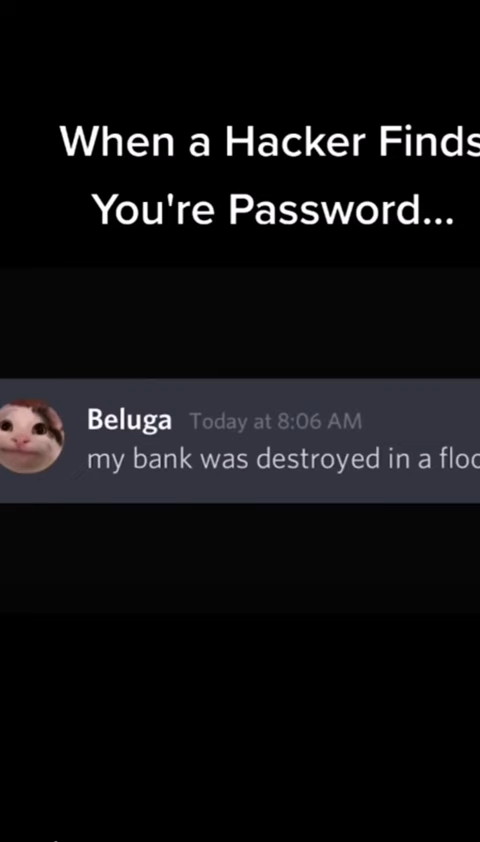 When a Hacker Finds
You're Password...
Beluga Today at 8:06 AM
my bank was destroyed in a